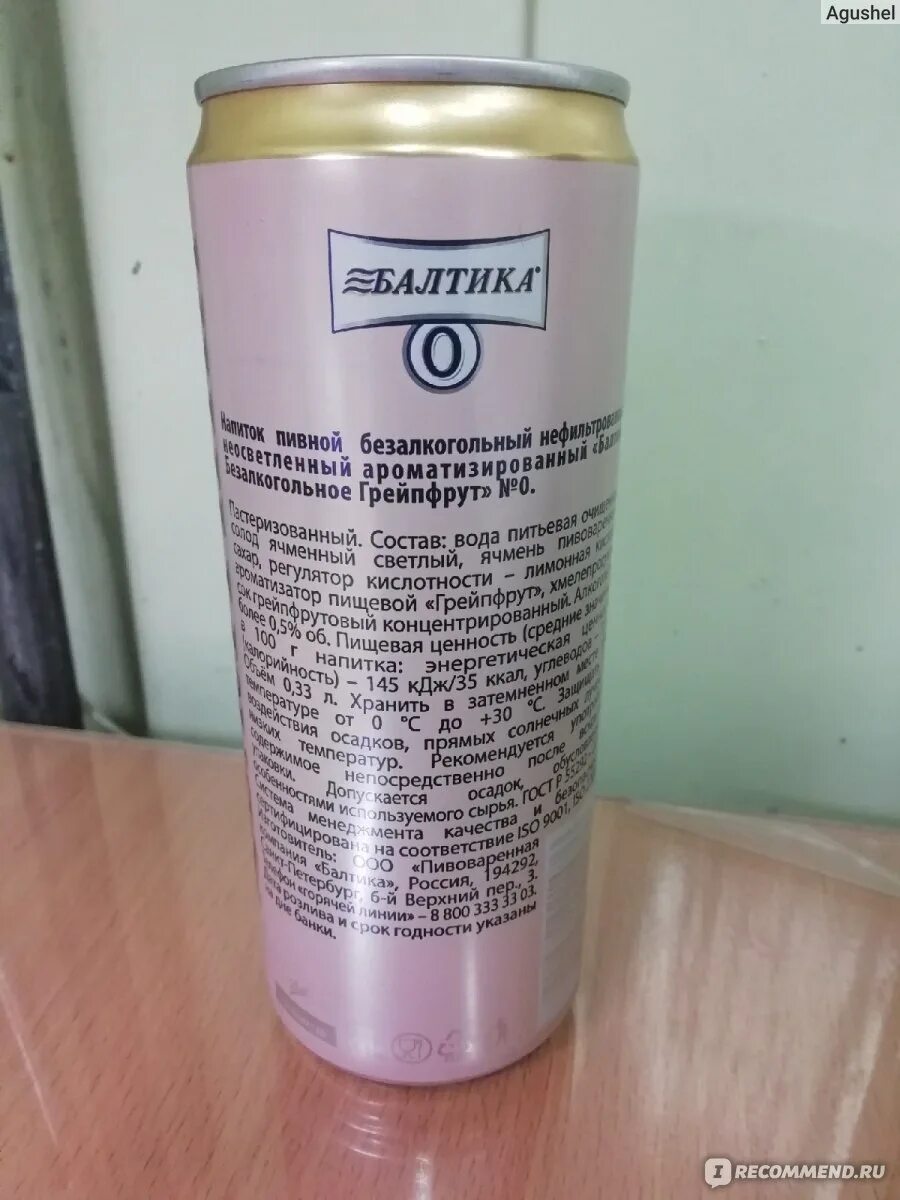 Agushel
БАЛТИКА
0
Напиток пивной безалкогольный
неосветленный ароматизированный
Безалкогольное Грейпфрут» №0.
Пастеризованный. Состав: вода питьевая
солод ячменный светлый, ячмень
сахар, регулятор кислотности – лимонная
ароматизатор пищевой «Грейпфрут»,
сок грейпфрутовый концентрированный.
более 0,5% об. Пищевая ценность (средние
в 100 г напитка: энергетическая
(калорийность) – 145 кДж/35 ккал, углеводов –
Объём 0,33 л. Хранить в затемненном месте
температуре от 0 °C до +30 °C.
воздействия осадков, прямых солнечных
низких температур. Рекомендуется
содержимое непосредственно после
упаковки. Допускается осадок,
особенностями используемого сырья. ГОСТ Р
Система менеджмента качества и
сертифицирована на соответствие ISO 9001, ISO
Изготовитель: ООО «Пивоваренная
компания «Балтика», Россия, 194292,
Санкт-Петербург, 6-й Верхний пер., 3.
Телефон «горячей линии» – 8 800 333 33 03.
Дата розлива и срок годности указаны
на дне банки.
IRECOMMEND.RU